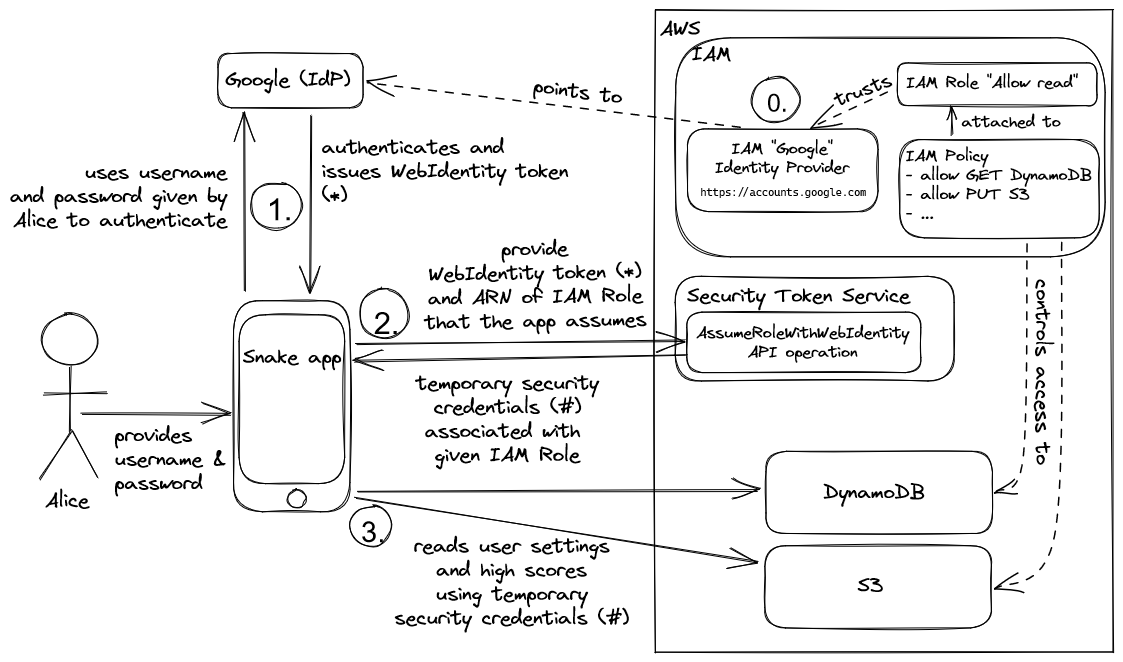 AWS
IAM
Google (IdP)
points to
0.
trusts
IAM Role "Allow read"
attached to
IAM "Google"
Identity Provider
https://accounts.google.com
IAM Policy
- allow GET DynamoDB
- allow PUT S3
- ...
uses username
and password given by
Alice to authenticate
1.
authenticates and
issues WebIdentity token
(*)
provide
WebIdentity token (*)
and ARN of IAM Role
that the app assumes
2.
Security Token Service
AssumeRoleWithWebIdentity
API operation
controls access to
Snake app
temporary security
credentials (#)
associated with
given IAM Role
provides
username &
password
Alice
DynamoDB
3.
reads user settings
and high scores
using temporary
security credentials (#)
S3